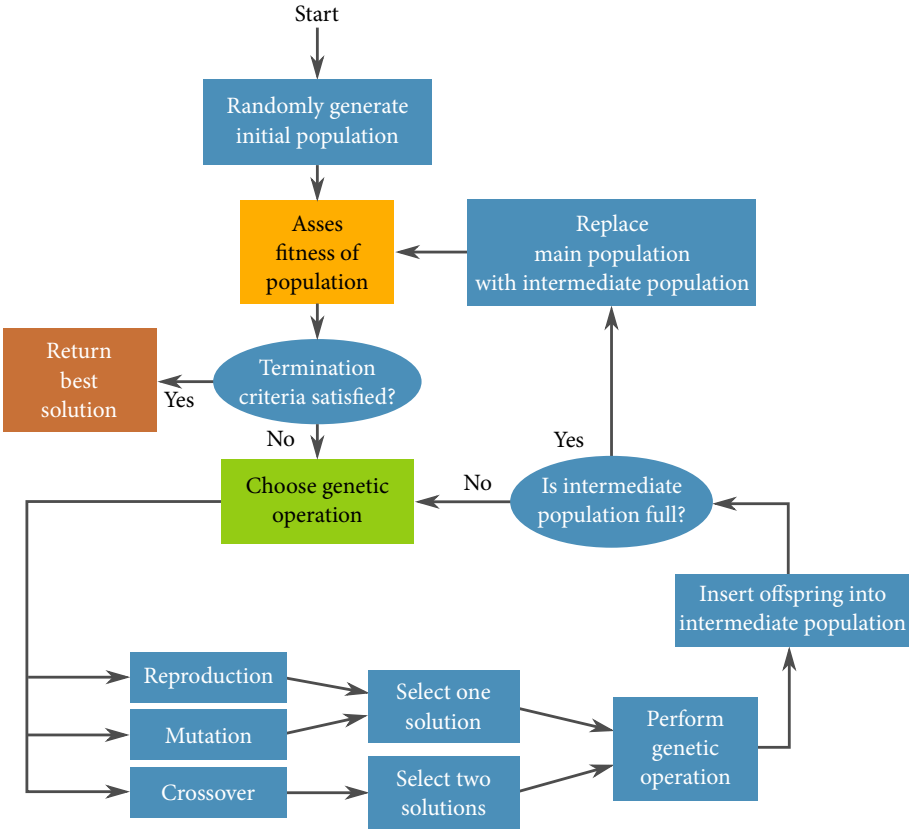 Start
Randomly generate
initial population
Asses
fitness of
population
Replace
main population
with intermediate population
Return
best
solution
Yes
Termination
criteria satisfied?
No
Yes
Choose genetic
operation
No
Is intermediate
population full?
Insert offspring into
intermediate population
Reproduction
Mutation
Crossover
Select one
solution
Select two
solutions
Perform
genetic
operation